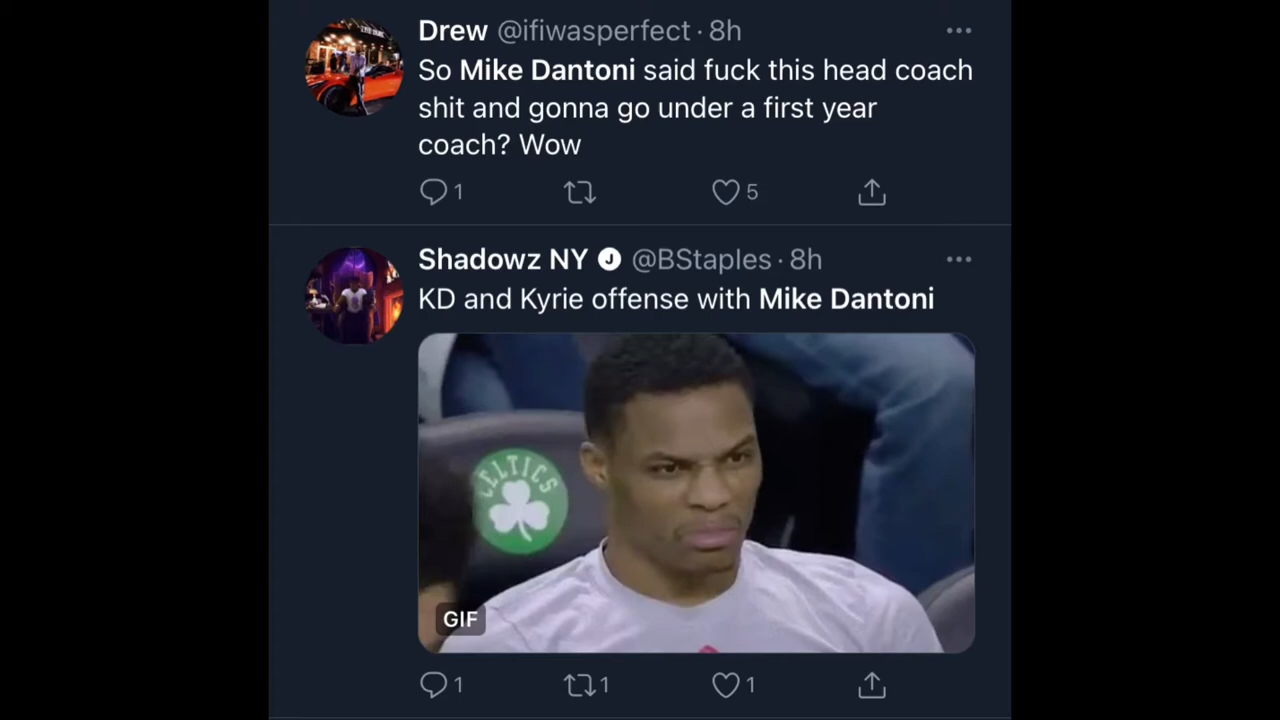 Drew @ifiwasperfect · 8h
So Mike Dantoni said fuck this head coach
shit and gonna go under a first year
coach? Wow
1 5
Shadowz NY @BStaples · 8h
KD and Kyrie offense with Mike Dantoni
CELTICS
GIF
1 1 1